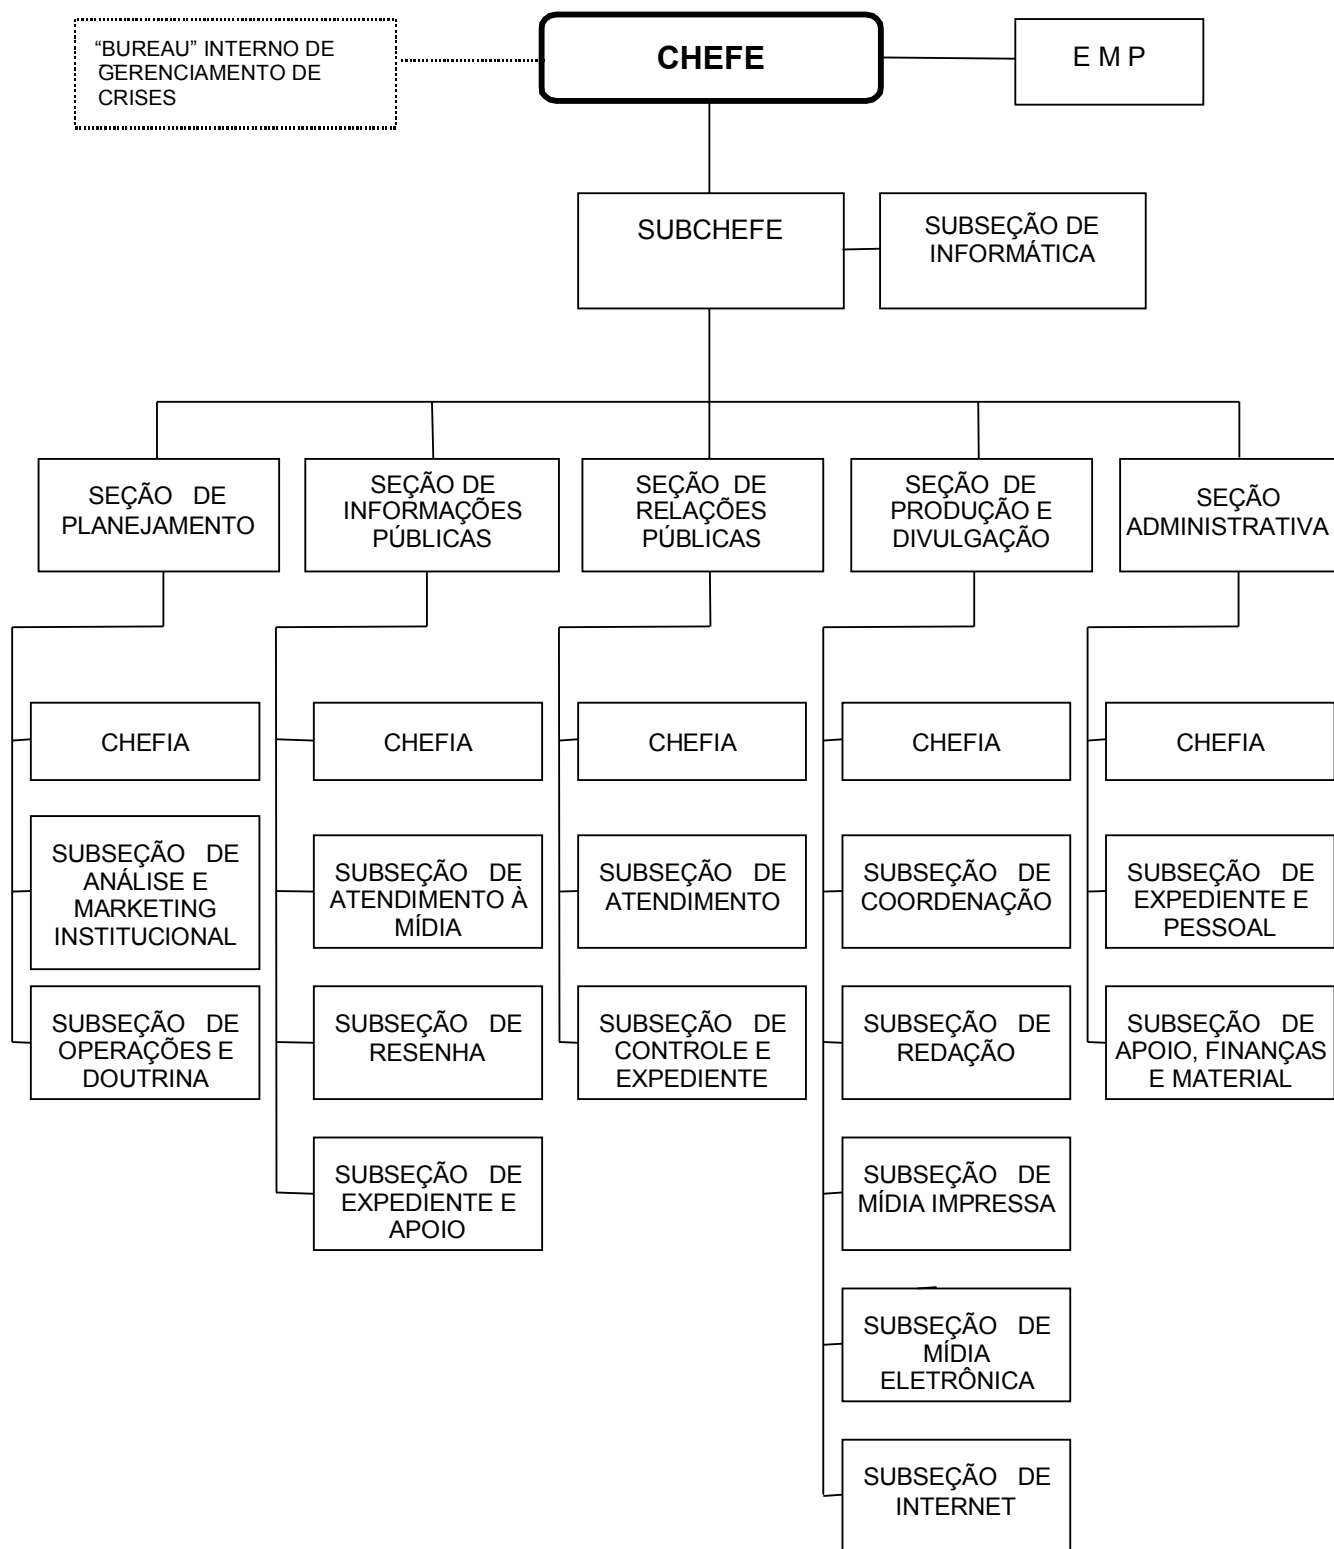 “BUREAU” INTERNO DE
GERENCIAMENTO DE
CRISES
CHEFE
E M P
SUBCHEFE
SUBSEÇÃO DE
INFORMÁTICA
SEÇÃO DE
PLANEJAMENTO
SEÇÃO DE
INFORMAÇÕES
PÚBLICAS
SEÇÃO DE
RELAÇÕES
PÚBLICAS
SEÇÃO DE
PRODUÇÃO E
DIVULGAÇÃO
SEÇÃO
ADMINISTRATIVA
CHEFIA
CHEFIA
CHEFIA
CHEFIA
CHEFIA
SUBSEÇÃO DE
ANÁLISE E
MARKETING
INSTITUCIONAL
SUBSEÇÃO DE
ATENDIMENTO À
MÍDIA
SUBSEÇÃO DE
ATENDIMENTO
SUBSEÇÃO DE
COORDENAÇÃO
SUBSEÇÃO DE
EXPEDIENTE E
PESSOAL
SUBSEÇÃO DE
OPERAÇÕES E
DOUTRINA
SUBSEÇÃO DE
RESENHA
SUBSEÇÃO DE
CONTROLE E
EXPEDIENTE
SUBSEÇÃO DE
REDAÇÃO
SUBSEÇÃO DE
APOIO, FINANÇAS
E MATERIAL
SUBSEÇÃO DE
EXPEDIENTE E
APOIO
SUBSEÇÃO DE
MÍDIA IMPRESSA
SUBSEÇÃO DE
MÍDIA
ELETRÔNICA
SUBSEÇÃO DE
INTERNET